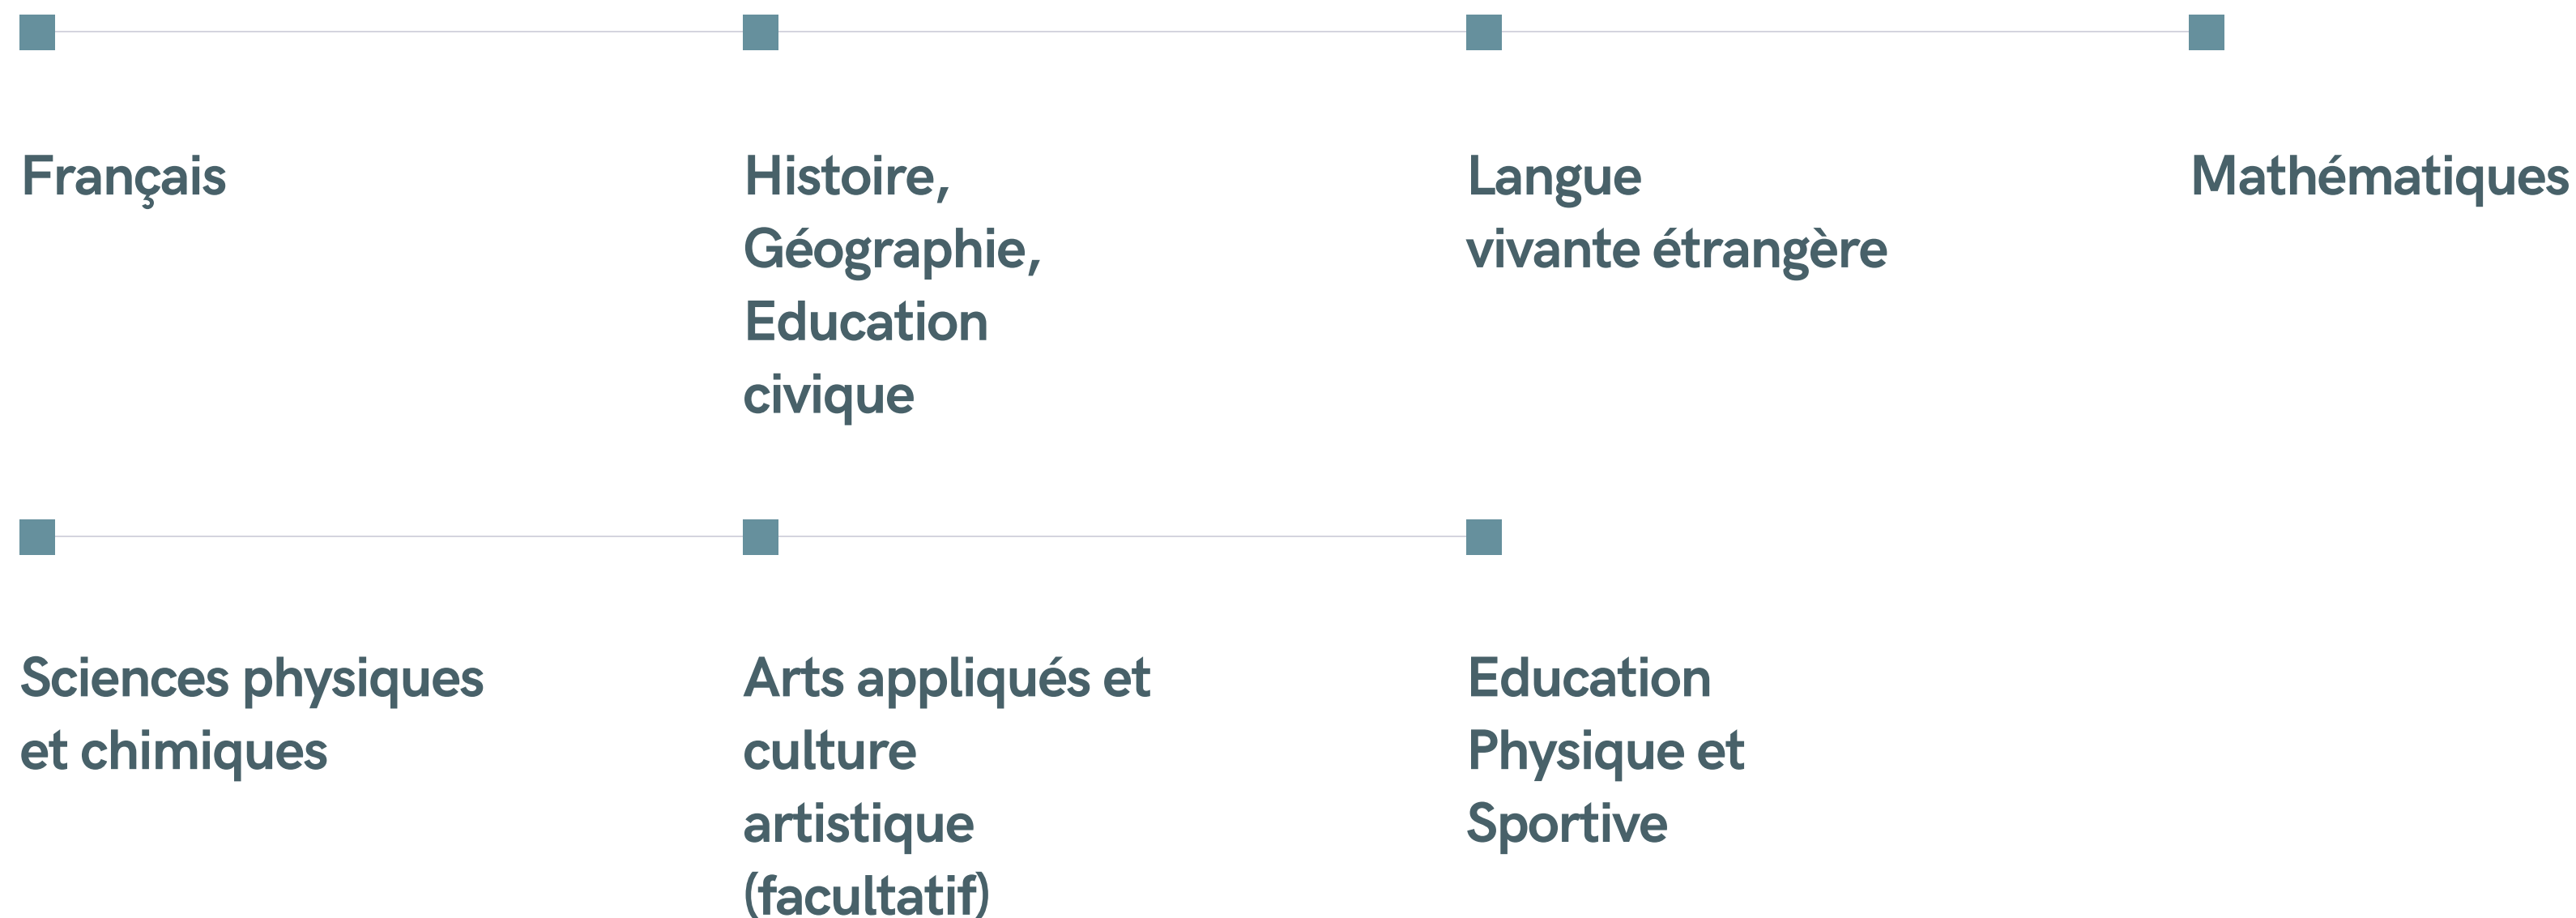 Français
Histoire,
Géographie,
Education
civique
Langue
vivante étrangère
Mathématiques
Sciences physiques
et chimiques
Arts appliqués et
culture
artistique
(facultatif)
Education
Physique et
Sportive